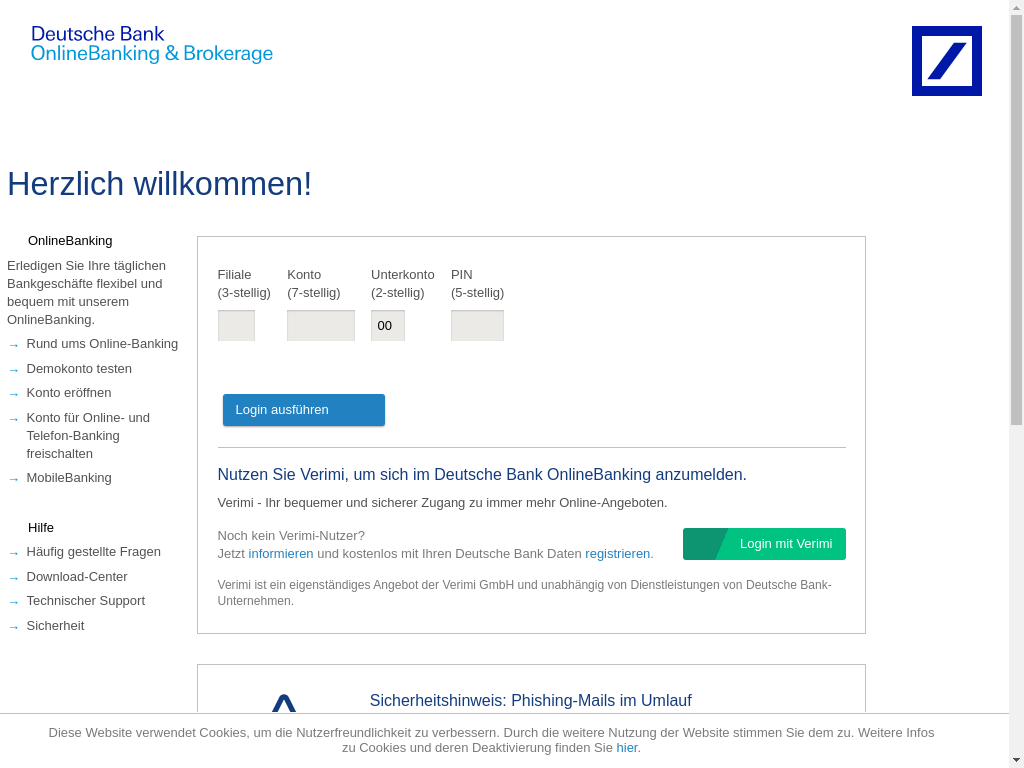 Deutsche Bank
OnlineBanking & Brokerage
Herzlich willkommen!
OnlineBanking
Erledigen Sie Ihre täglichen
Bankgeschäfte flexibel und
bequem mit unserem
OnlineBanking.
→ Rund ums Online-Banking
→ Demokonto testen
→ Konto eröffnen
→ Konto für Online- und
Telefon-Banking
freischalten
→ MobileBanking
Hilfe
→ Häufig gestellte Fragen
→ Download-Center
→ Technischer Support
→ Sicherheit
Filiale Konto Unterkonto PIN
(3-stellig) (7-stellig) (2-stellig) (5-stellig)
00
Login ausführen
Nutzen Sie Verimi, um sich im Deutsche Bank OnlineBanking anzumelden.
Verimi - Ihr bequemer und sicherer Zugang zu immer mehr Online-Angeboten.
Noch kein Verimi-Nutzer?
Jetzt informieren und kostenlos mit Ihren Deutsche Bank Daten registrieren.
Login mit Verimi
Verimi ist ein eigenständiges Angebot der Verimi GmbH und unabhängig von Dienstleistungen von Deutsche Bank-
Unternehmen.
Sicherheitshinweis: Phishing-Mails im Umlauf
Diese Website verwendet Cookies, um die Nutzerfreundlichkeit zu verbessern. Durch die weitere Nutzung der Website stimmen Sie dem zu. Weitere Infos
zu Cookies und deren Deaktivierung finden Sie hier.